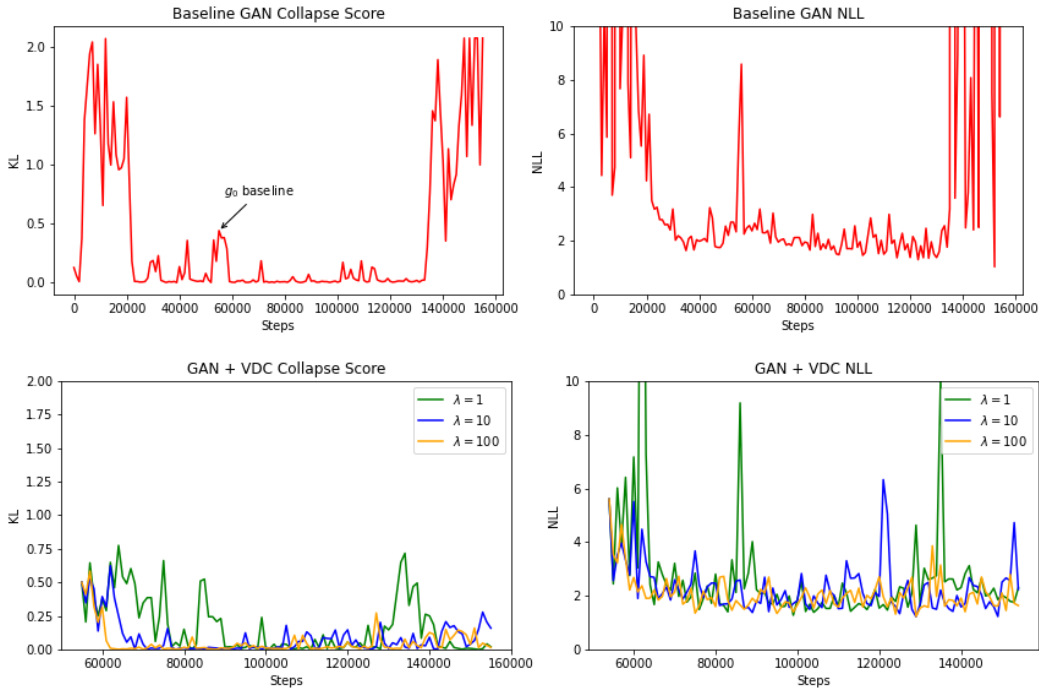 Baseline GAN Collapse Score
KL
2.0
1.5
1.0
0.5
0.0
g₀ baseline
0 20000 40000 60000 80000 100000 120000 140000 160000
Steps
Baseline GAN NLL
NLL
10
8
6
4
2
0
0 20000 40000 60000 80000 100000 120000 140000 160000
Steps
GAN + VDC Collapse Score
KL
2.00
1.75
1.50
1.25
1.00
0.75
0.50
0.25
0.00
λ = 1
λ = 10
λ = 100
60000 80000 100000 120000 140000 160000
Steps
GAN + VDC NLL
NLL
10
8
6
4
2
0
λ = 1
λ = 10
λ = 100
60000 80000 100000 120000 140000
Steps